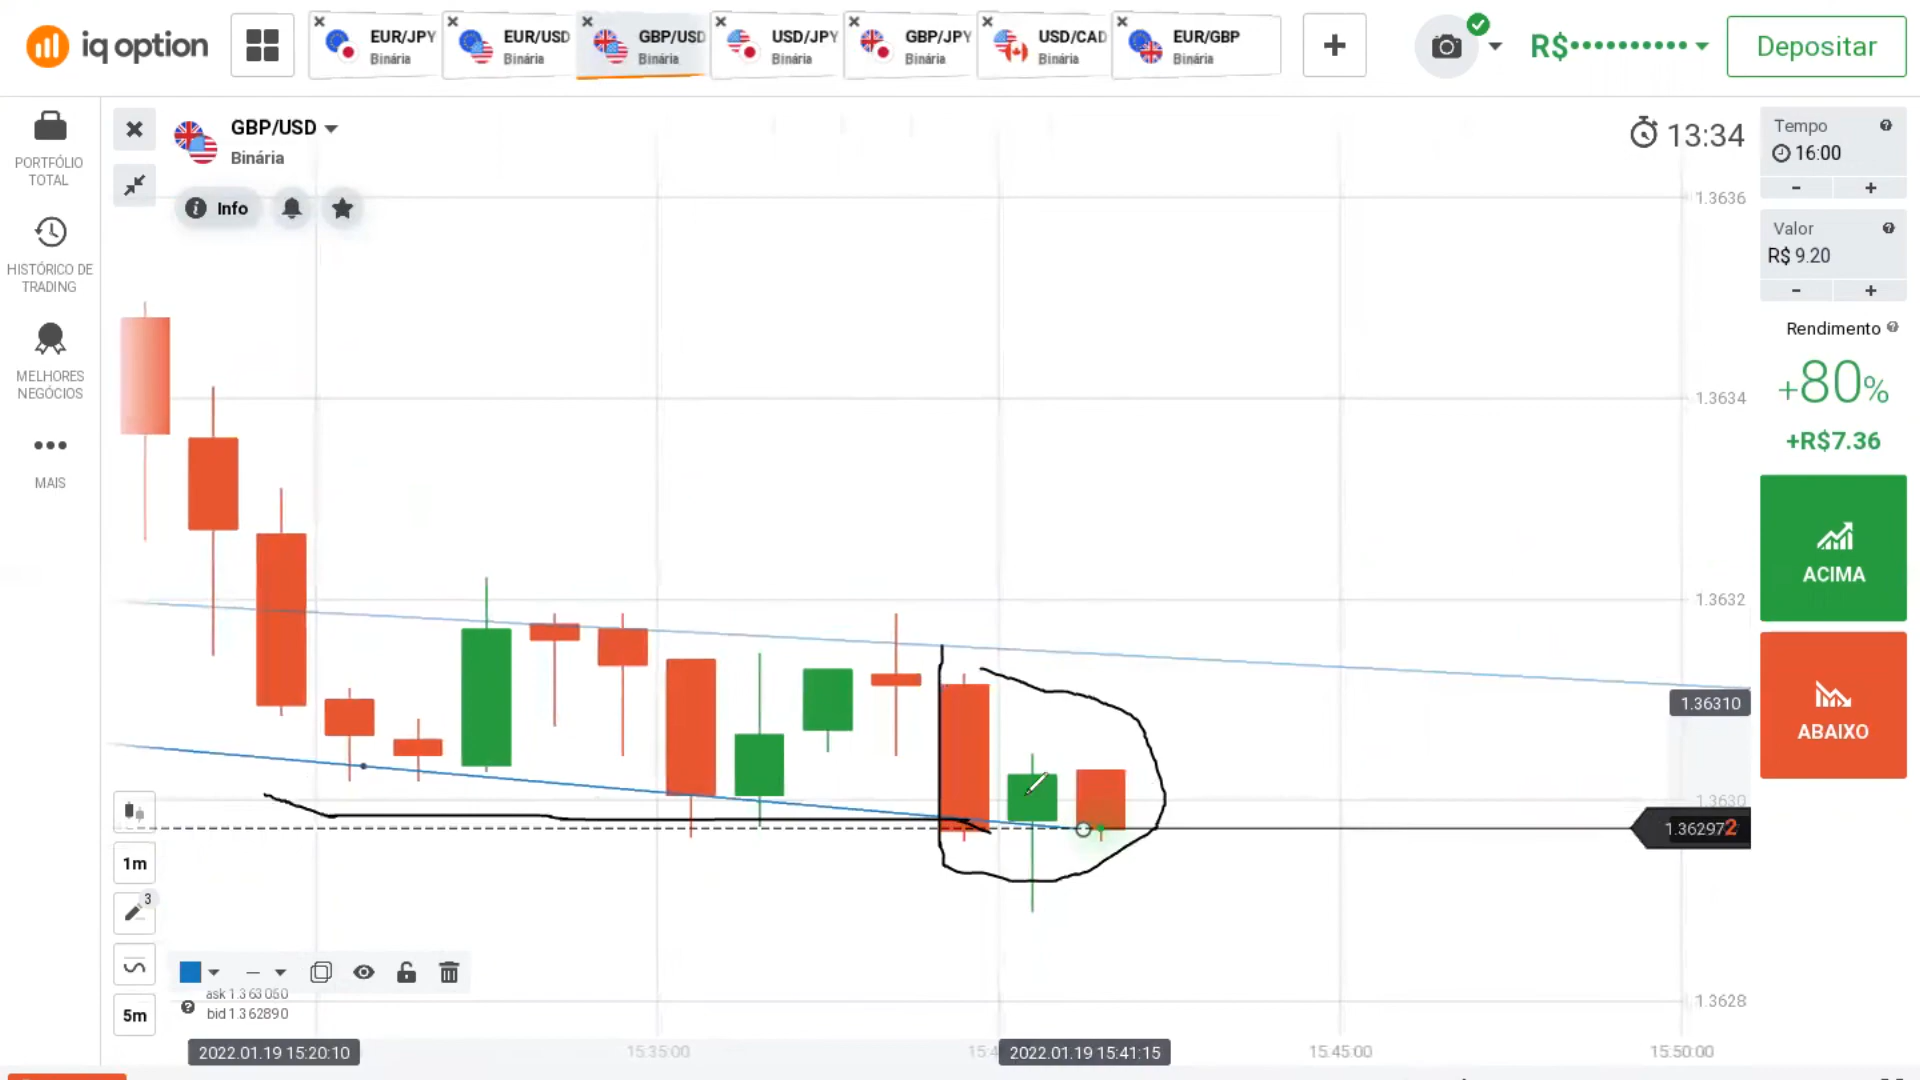 iq option
EUR/JPY
Binária
EUR/USD
Binária
GBP/USD
Binária
USD/JPY
Binária
GBP/JPY
Binária
USD/CAD
Binária
EUR/GBP
Binária
+
R$
Depositar
PORTFÓLIO
TOTAL
HISTÓRICO DE
TRADING
MELHORES
NEGÓCIOS
MAIS
GBP/USD
Binária
Info
13:34
1.3636
1.3634
1.3632
1.36310
1.3630
1.362972
1.3628
Tempo
16:00
- +
Valor
R$ 9.20
- +
Rendimento
+80%
+R$7.36
ACIMA
ABAIXO
1m
3
5m
ask 1.363050
bid 1.362890
2022.01.19 15:20:10
15:35:00
15:4
2022.01.19 15:41:15
15:45:00
15:50:00